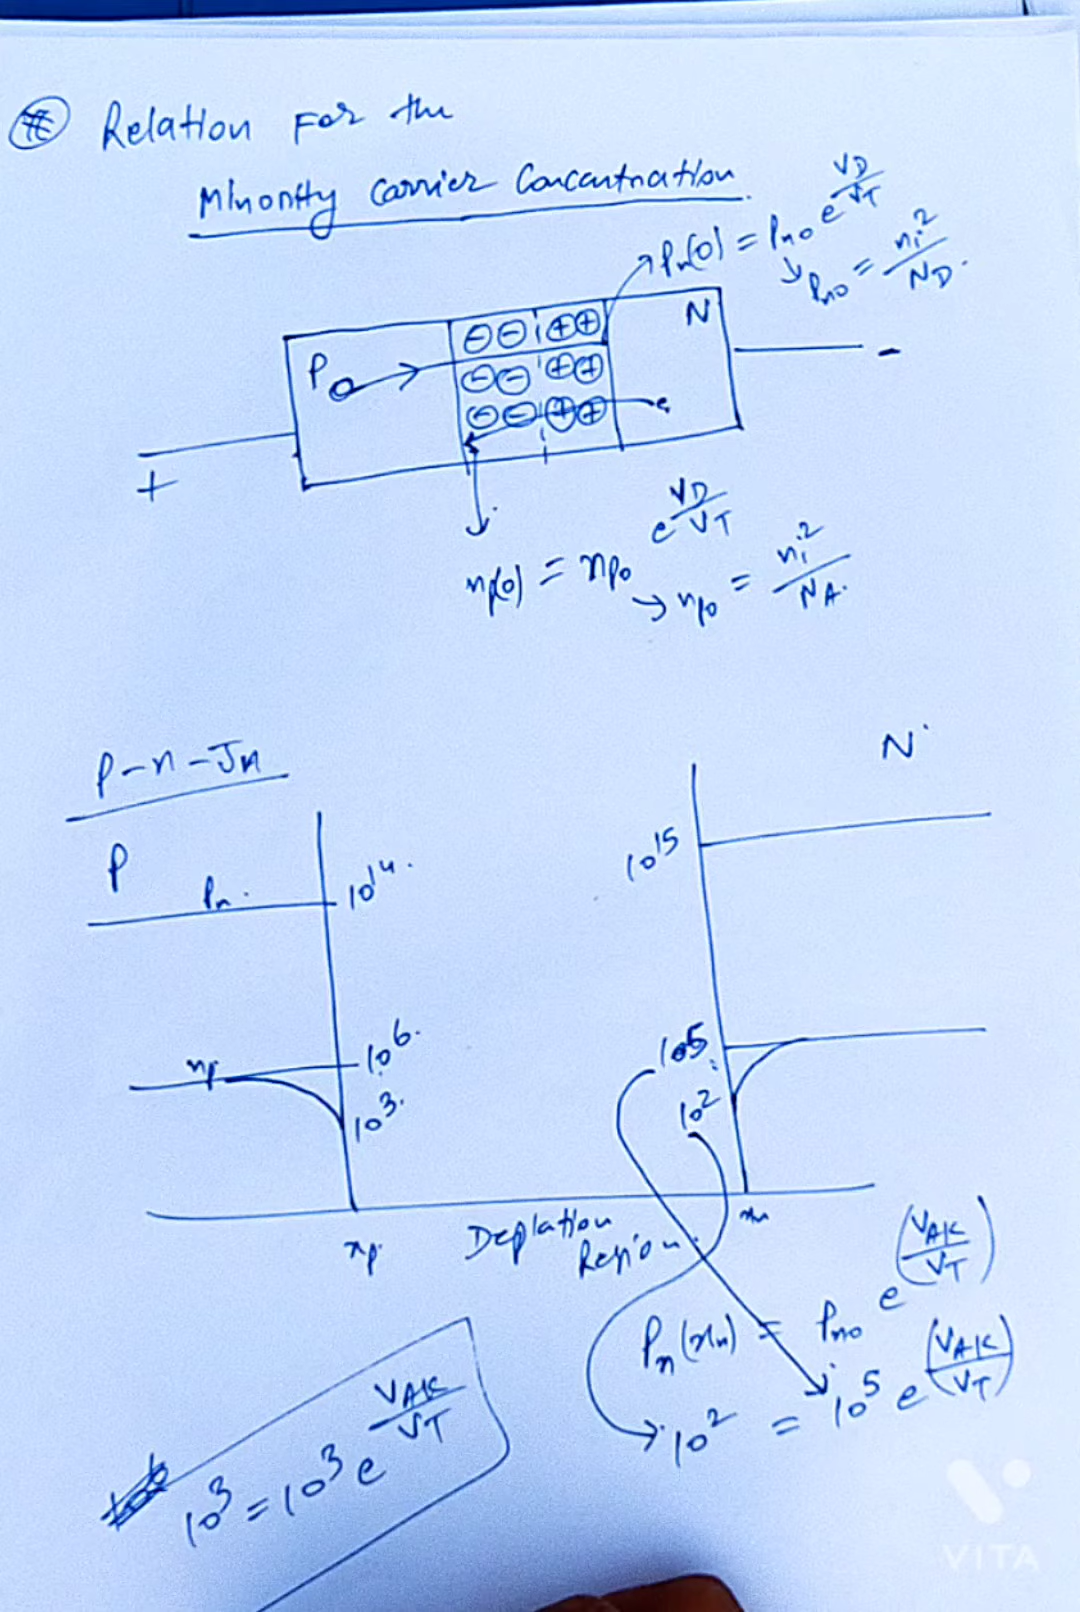 Relation For the
Minority Carrier Concentration
Pn(0) = Pno e^(VD/VT)
Pno = ni²/ND.
P
N
+
-
e
np(0) = npo e^(VD/VT)
npo = ni²/NA.
P-n-Jn
N
P
Pn.
10^14.
10^15
np
10^6.
10^3.
10^5
10^2
xp.
Deplation
Region
xn
Pn(xn) = Pno e^(VAK/VT)
10^2 = 10^5 e^(VAK/VT)
10^3 = 10^3 e^(VAK/VT)
VITA